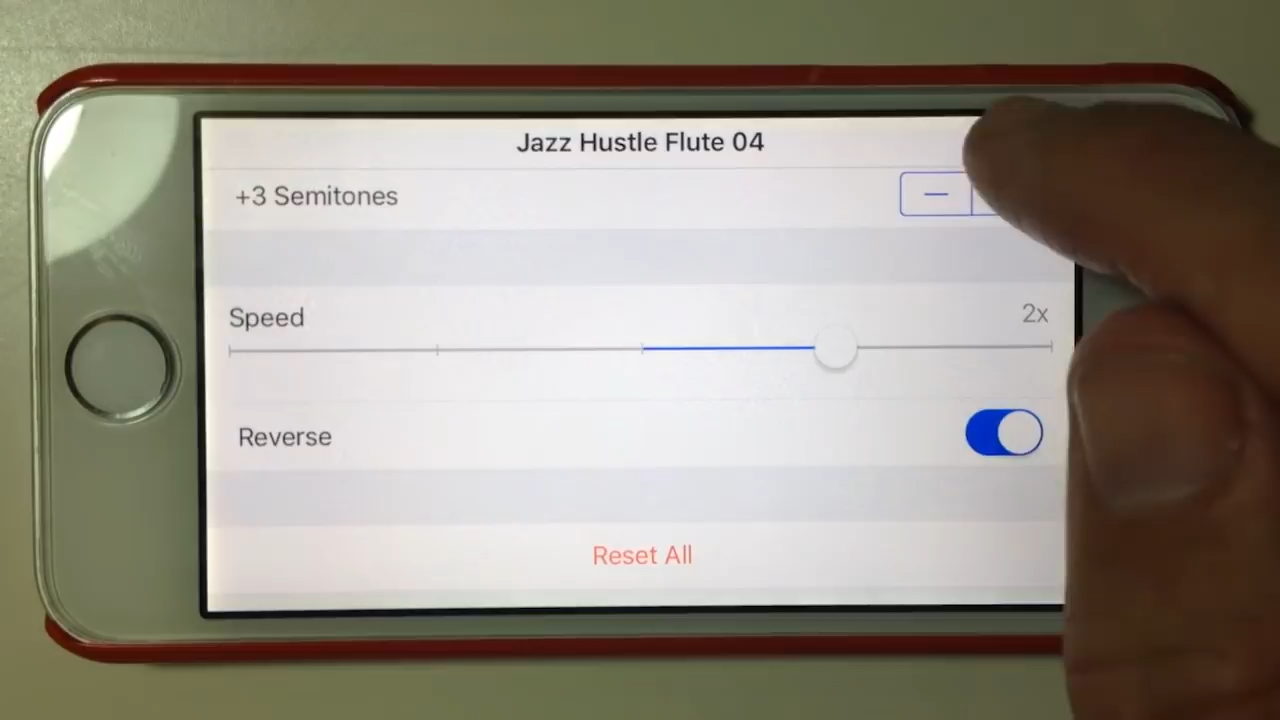 Jazz Hustle Flute 04
+3 Semitones
Speed
2x
Reverse
Reset All